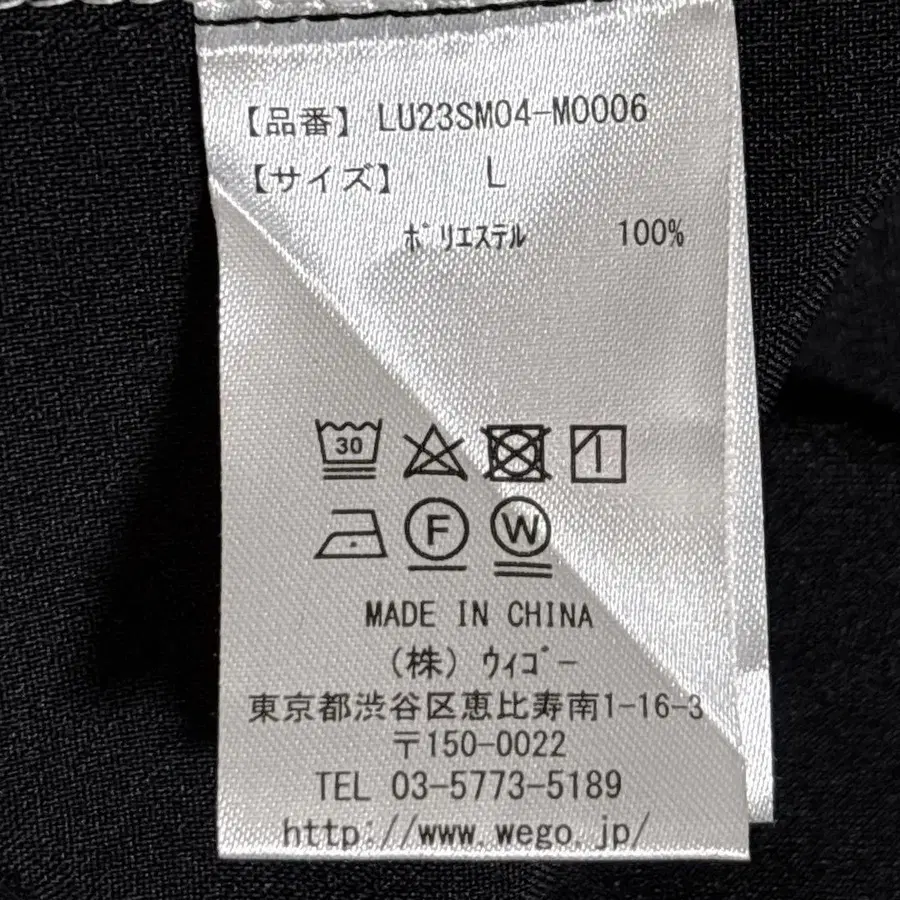 【品番】 LU23SM04-M0006
【サイズ】 L
ﾎﾟﾘｴｽﾃﾙ 100%
30
F W
MADE IN CHINA
(株) ｳｨｺﾞｰ
東京都渋谷区恵比寿南1-16-3
〒150-0022
TEL 03-5773-5189
http://www.wego.jp/